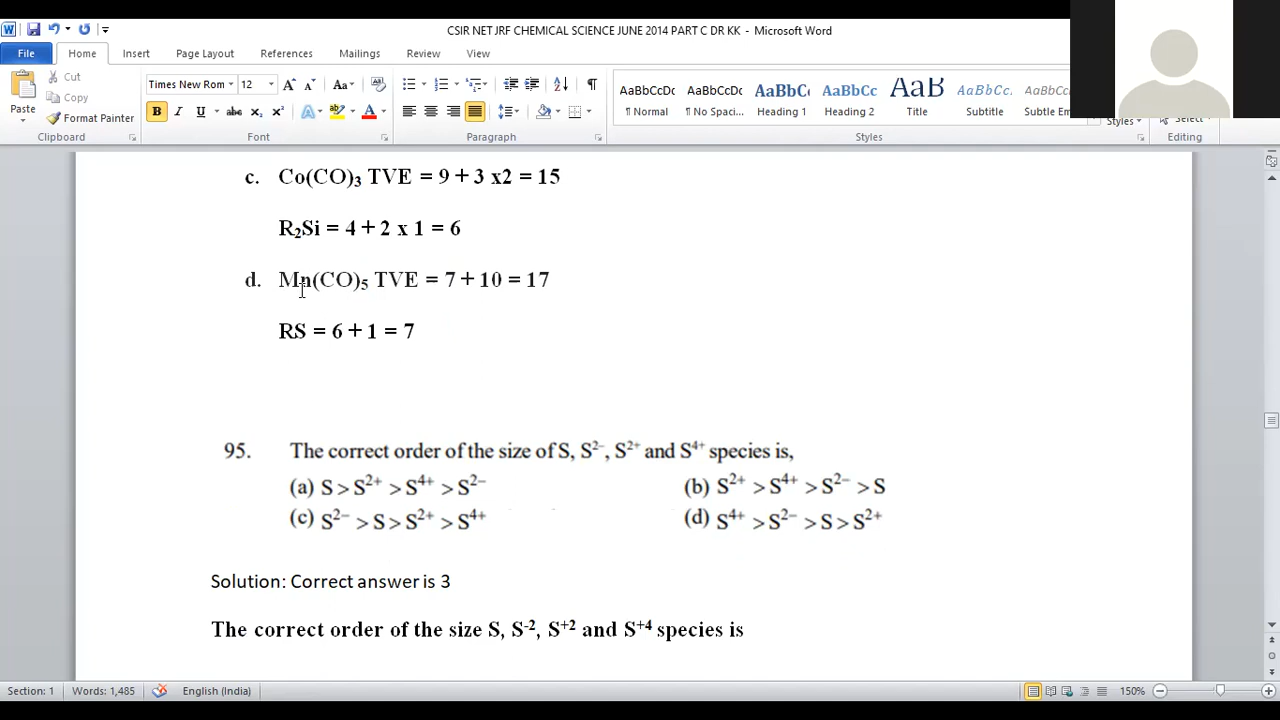 CSIR NET JRF CHEMICAL SCIENCE JUNE 2014 PART C DR KK - Microsoft Word
File Home Insert Page Layout References Mailings Review View
Paste
Cut
Copy
Format Painter
Clipboard
Times New Rom 12
Font
Paragraph
AaBbCcDc AaBbCcDc AaBbCc AaBbCc AaB AaBbCc. AaBbCcDc
¶ Normal ¶ No Spaci... Heading 1 Heading 2 Title Subtitle Subtle Em
Styles
Styles
Select
Editing
c. Co(CO)₃ TVE = 9 + 3 x2 = 15
R₂Si = 4 + 2 x 1 = 6
d. Mn(CO)₅ TVE = 7 + 10 = 17
RS = 6 + 1 = 7
95. The correct order of the size of S, S²⁻, S²⁺ and S⁴⁺ species is,
(a) S > S²⁺ > S⁴⁺ > S²⁻ (b) S²⁺ > S⁴⁺ > S²⁻ > S
(c) S²⁻ > S > S²⁺ > S⁴⁺ (d) S⁴⁺ > S²⁻ > S > S²⁺
Solution: Correct answer is 3
The correct order of the size S, S⁻², S⁺² and S⁺⁴ species is
Section: 1 Words: 1,485 English (India) 150%